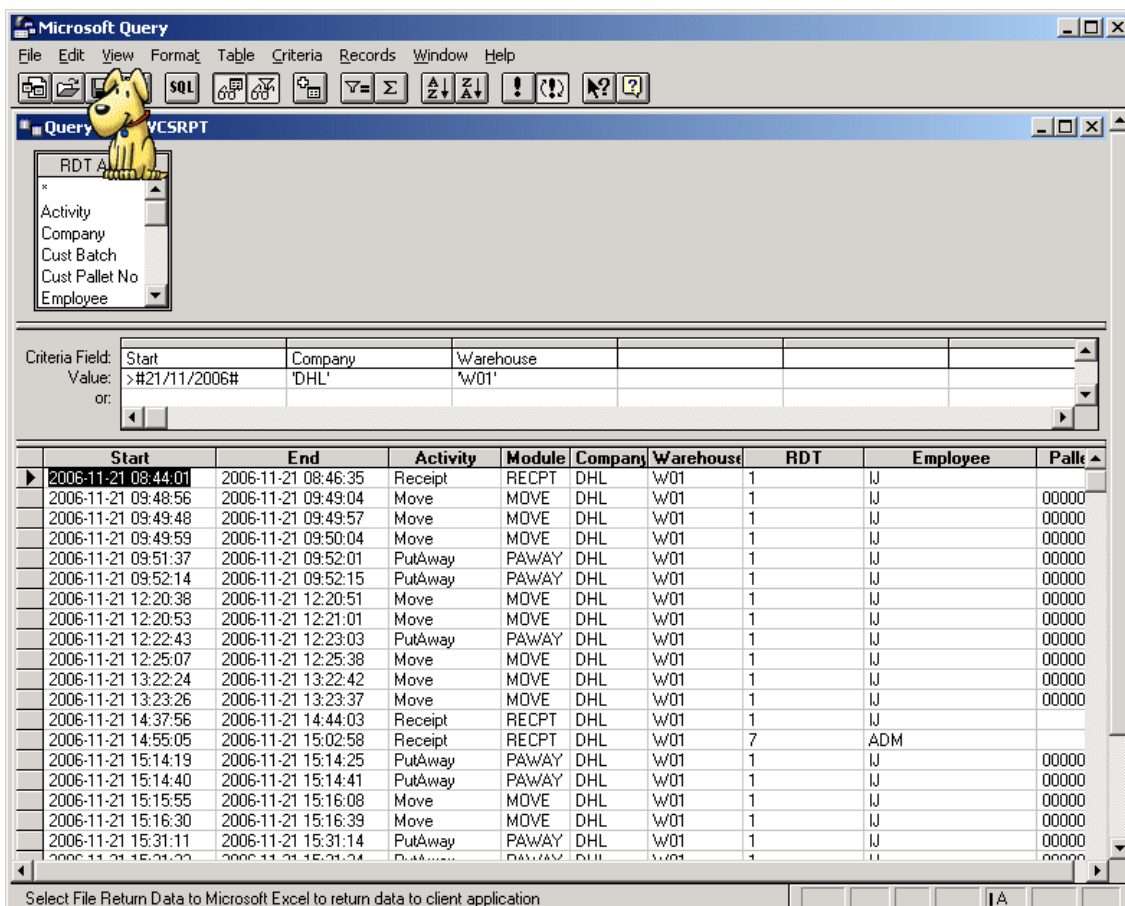 Microsoft Query
File Edit View Format Table Criteria Records Window Help
SQL
Query VCSRPT
RDT A
*
Activity
Company
Cust Batch
Cust Pallet No
Employee
Criteria Field: Start Company Warehouse
Value: >#21/11/2006# 'DHL' 'W01'
or:
Start End Activity Module Company Warehouse RDT Employee Palle
2006-11-21 08:44:01 2006-11-21 08:46:35 Receipt RECPT DHL W01 1 IJ
2006-11-21 09:48:56 2006-11-21 09:49:04 Move MOVE DHL W01 1 IJ 00000
2006-11-21 09:49:48 2006-11-21 09:49:57 Move MOVE DHL W01 1 IJ 00000
2006-11-21 09:49:59 2006-11-21 09:50:04 Move MOVE DHL W01 1 IJ 00000
2006-11-21 09:51:37 2006-11-21 09:52:01 PutAway PAWAY DHL W01 1 IJ 00000
2006-11-21 09:52:14 2006-11-21 09:52:15 PutAway PAWAY DHL W01 1 IJ 00000
2006-11-21 12:20:38 2006-11-21 12:20:51 Move MOVE DHL W01 1 IJ 00000
2006-11-21 12:20:53 2006-11-21 12:21:01 Move MOVE DHL W01 1 IJ 00000
2006-11-21 12:22:43 2006-11-21 12:23:03 PutAway PAWAY DHL W01 1 IJ 00000
2006-11-21 12:25:07 2006-11-21 12:25:38 Move MOVE DHL W01 1 IJ 00000
2006-11-21 13:22:24 2006-11-21 13:22:42 Move MOVE DHL W01 1 IJ 00000
2006-11-21 13:23:26 2006-11-21 13:23:37 Move MOVE DHL W01 1 IJ 00000
2006-11-21 14:37:56 2006-11-21 14:44:03 Receipt RECPT DHL W01 1 IJ
2006-11-21 14:55:05 2006-11-21 15:02:58 Receipt RECPT DHL W01 7 ADM
2006-11-21 15:14:19 2006-11-21 15:14:25 PutAway PAWAY DHL W01 1 IJ 00000
2006-11-21 15:14:40 2006-11-21 15:14:41 PutAway PAWAY DHL W01 1 IJ 00000
2006-11-21 15:15:55 2006-11-21 15:16:08 Move MOVE DHL W01 1 IJ 00000
2006-11-21 15:16:30 2006-11-21 15:16:39 Move MOVE DHL W01 1 IJ 00000
2006-11-21 15:31:11 2006-11-21 15:31:14 PutAway PAWAY DHL W01 1 IJ 00000
Select File Return Data to Microsoft Excel to return data to client application